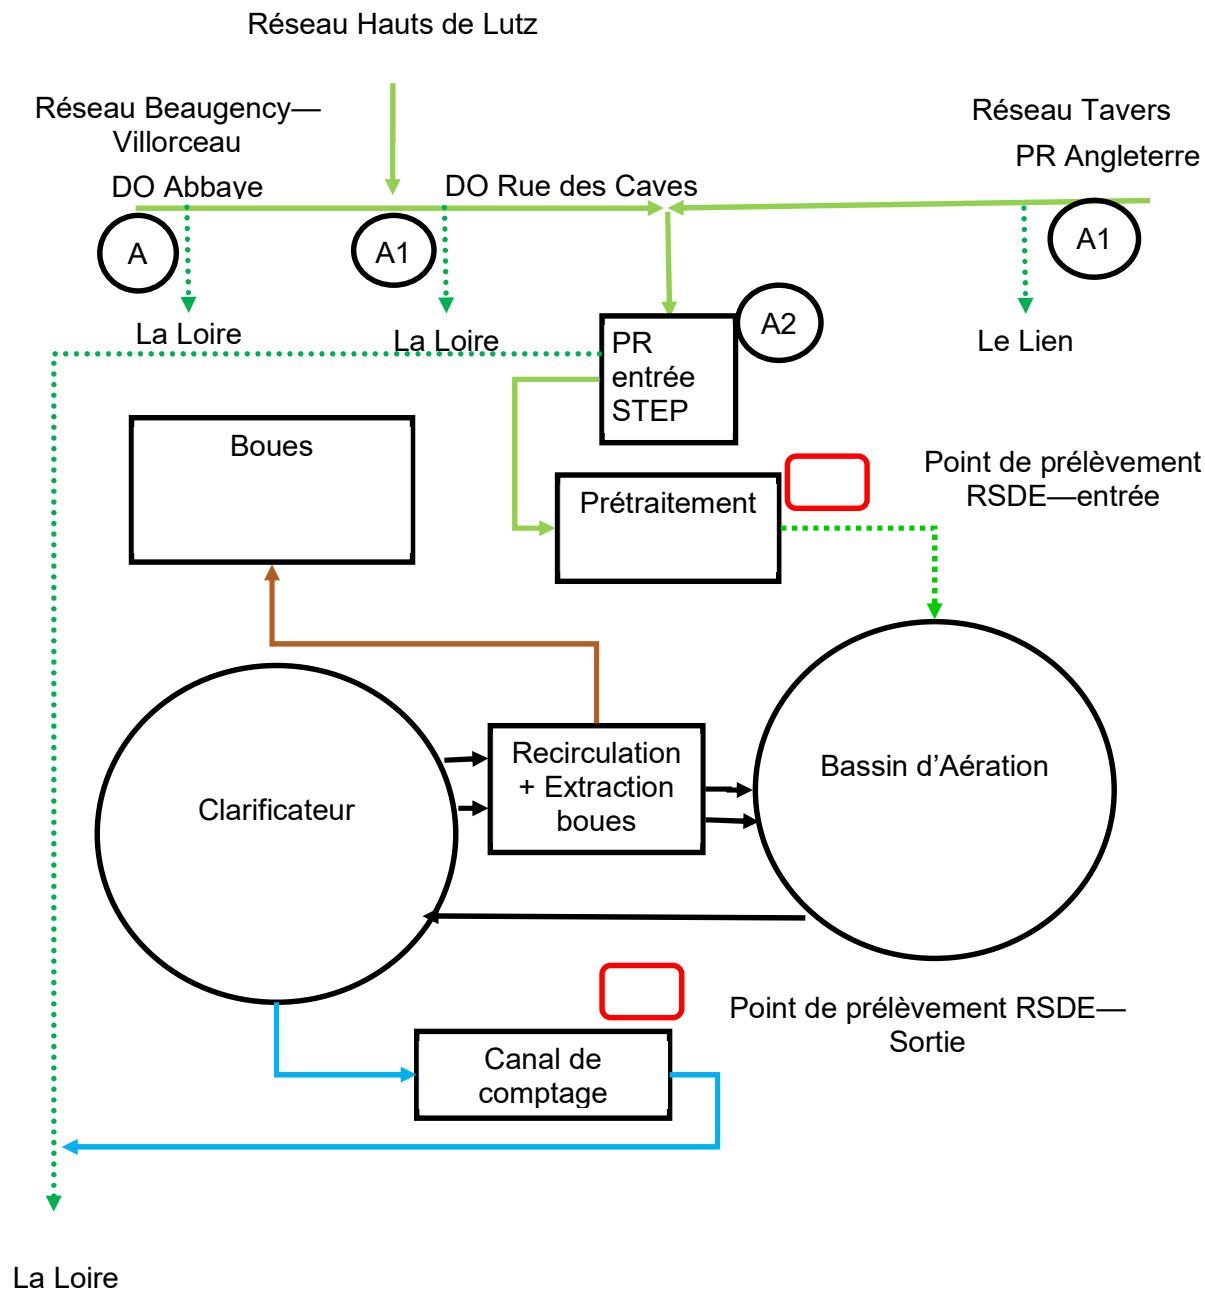 Réseau Hauts de Lutz
Réseau Beaugency—
Villorceau
Réseau Tavers
PR Angleterre
DO Abbaye
DO Rue des Caves
A
A1
A1
La Loire
La Loire
A2
Le Lien
PR
entrée
STEP
Boues
Prétraitement
Point de prélèvement
RSDE—entrée
Clarificateur
Recirculation
+ Extraction
boues
Bassin d'Aération
Point de prélèvement RSDE—
Sortie
Canal de
comptage
La Loire